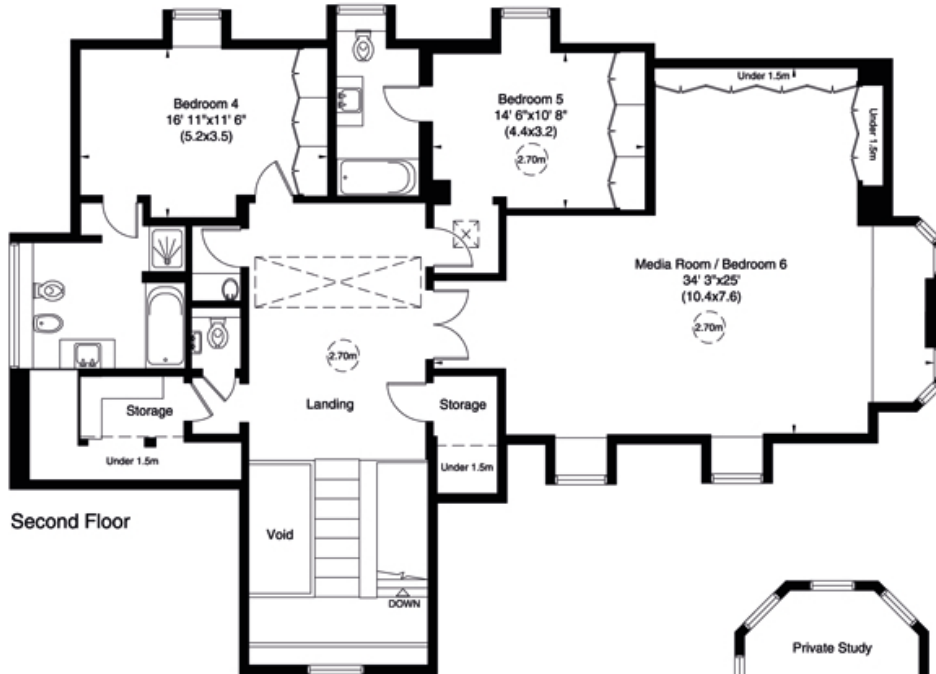 Bedroom 4
16' 11"x11' 6"
(5.2x3.5)
Bedroom 5
14' 6"x10' 8"
(4.4x3.2)
2.70m
Under 1.5m
Under 1.5m
Media Room / Bedroom 6
34' 3"x25'
(10.4x7.6)
2.70m
2.70m
Landing
Storage
Under 1.5m
Storage
Under 1.5m
Second Floor
Void
DOWN
Private Study